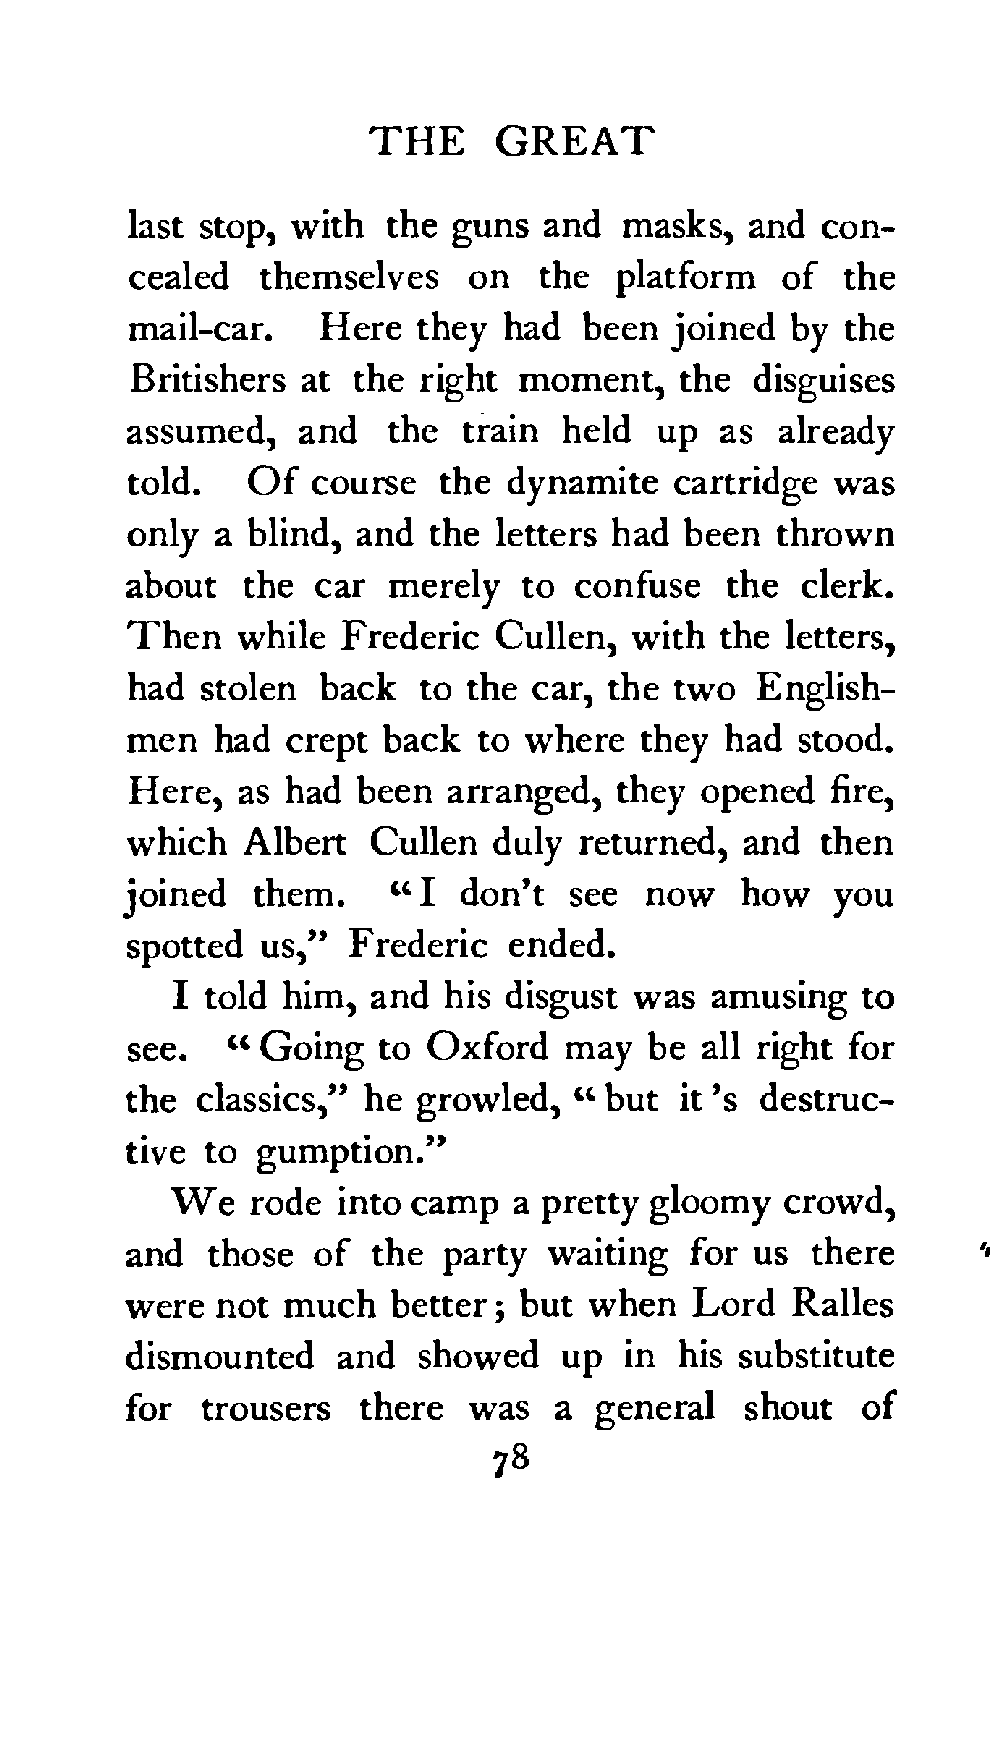 THE GREAT
last stop, with the guns and masks, and con-
cealed themselves on the platform of the
mail-car. Here they had been joined by the
Britishers at the right moment, the disguises
assumed, and the train held up as already
told. Of course the dynamite cartridge was
only a blind, and the letters had been thrown
about the car merely to confuse the clerk.
Then while Frederic Cullen, with the letters,
had stolen back to the car, the two English-
men had crept back to where they had stood.
Here, as had been arranged, they opened fire,
which Albert Cullen duly returned, and then
joined them. “I don't see now how you
spotted us,” Frederic ended.
I told him, and his disgust was amusing to
see. “Going to Oxford may be all right for
the classics,” he growled, “but it 's destruc-
tive to gumption.”
We rode into camp a pretty gloomy crowd,
and those of the party waiting for us there
were not much better; but when Lord Ralles
dismounted and showed up in his substitute
for trousers there was a general shout of
78